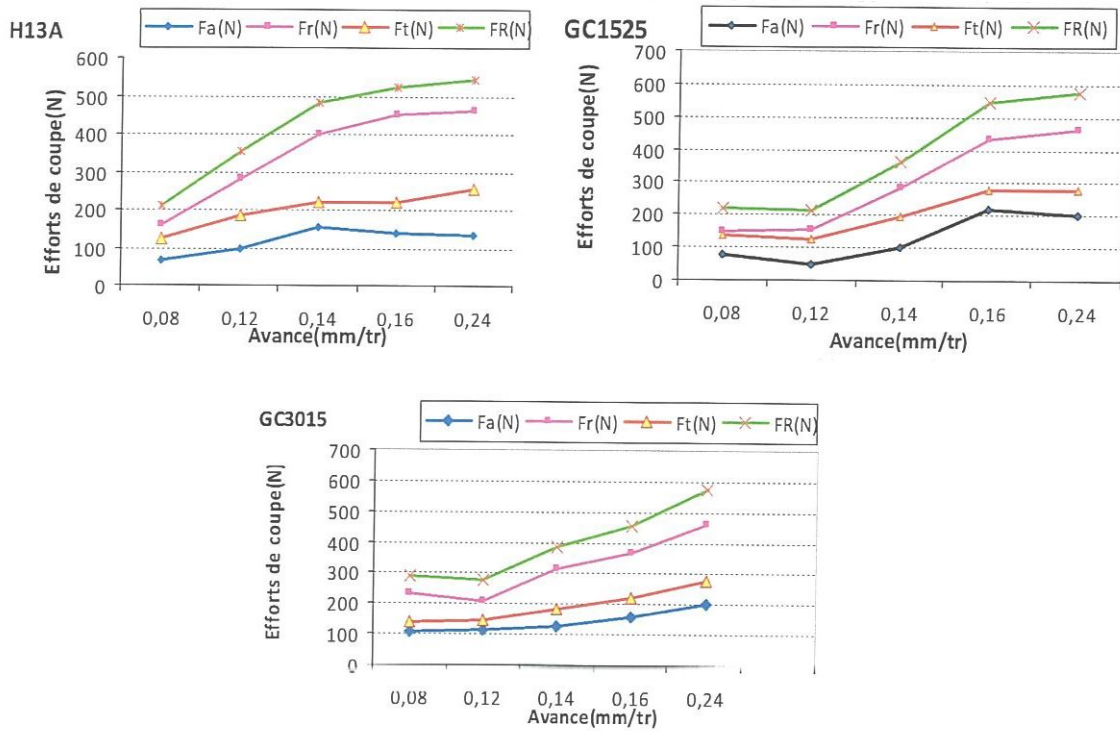 H13A
Fa(N) Fr(N) Ft(N) FR(N)
Efforts de coupe(N)
600
500
400
300
200
100
0
0,08 0,12 0,14 0,16 0,24
Avance(mm/tr)
GC1525
Fa(N) Fr(N) Ft(N) FR(N)
Efforts de coupe(N)
700
600
500
400
300
200
100
0
0,08 0,12 0,14 0,16 0,24
Avance(mm/tr)
GC3015
Fa(N) Fr(N) Ft(N) FR(N)
Efforts de coupe(N)
700
600
500
400
300
200
100
0
0,08 0,12 0,14 0,16 0,24
Avance(mm/tr)